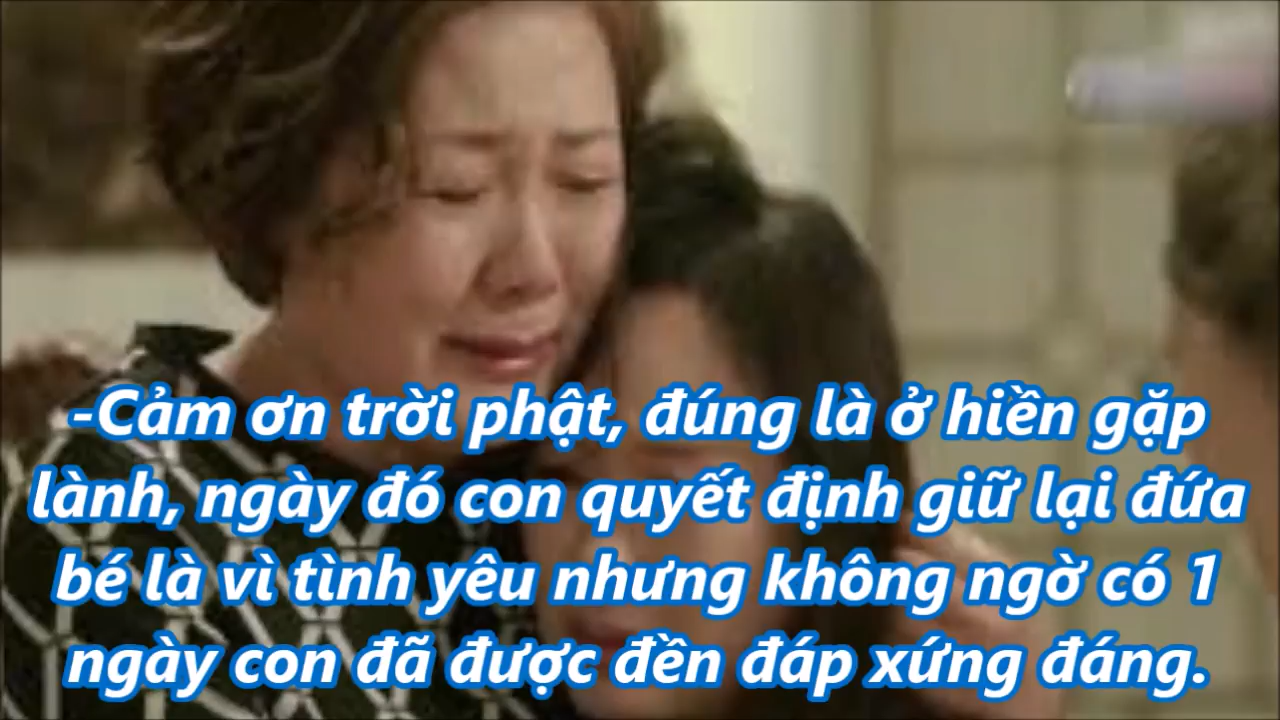 -Cảm ơn trời phật, đúng là ở hiền gặp
lành, ngày đó con quyết định giữ lại đứa
bé là vì tình yêu nhưng không ngờ có 1
ngày con đã được đền đáp xứng đáng.